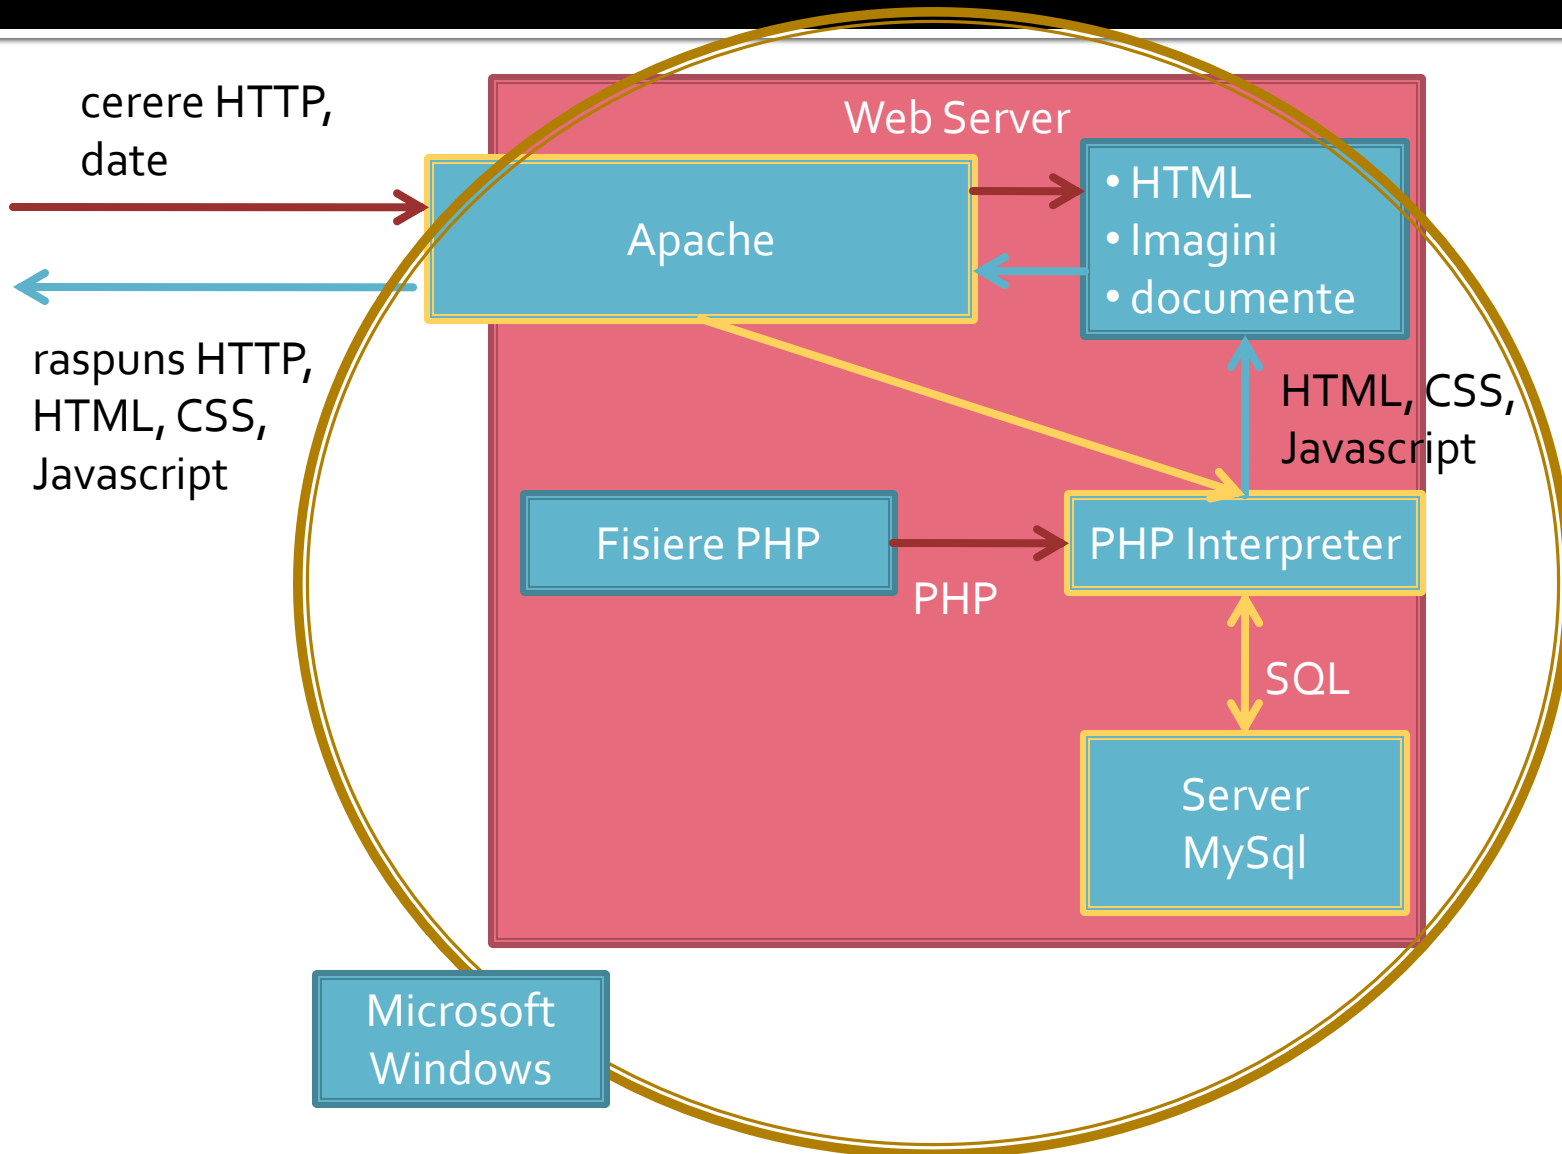 cerere HTTP,
date
Web Server
Apache
• HTML
• Imagini
• documente
raspuns HTTP,
HTML, CSS,
Javascript
HTML, CSS,
Javascript
Fisiere PHP
PHP
PHP Interpreter
SQL
Server
MySql
Microsoft
Windows